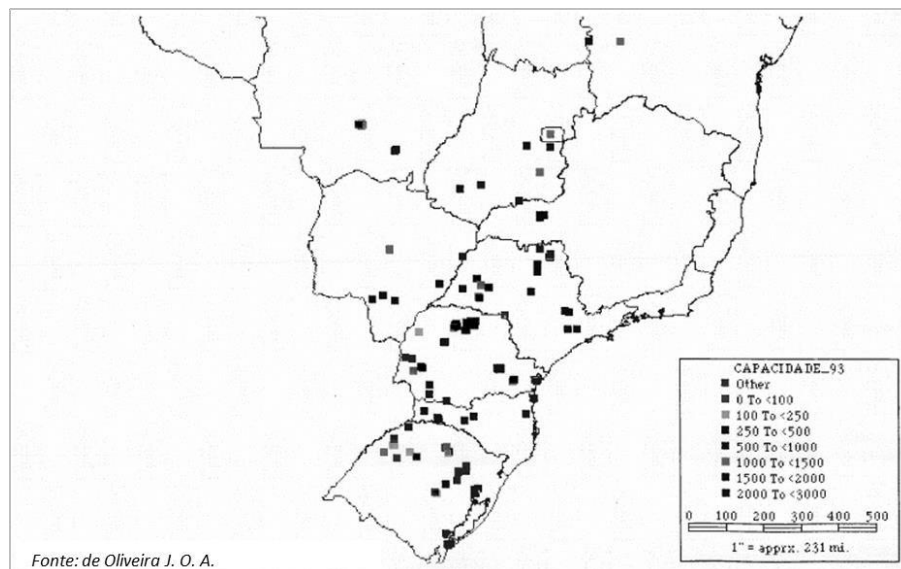 CAPACIDADE_93
Other
0 To <100
100 To <250
250 To <500
500 To <1000
1000 To <1500
1500 To <2000
2000 To <3000
0 100 200 300 400 500
1" = apprx. 231 mi.
Fonte: de Oliveira J. O. A.